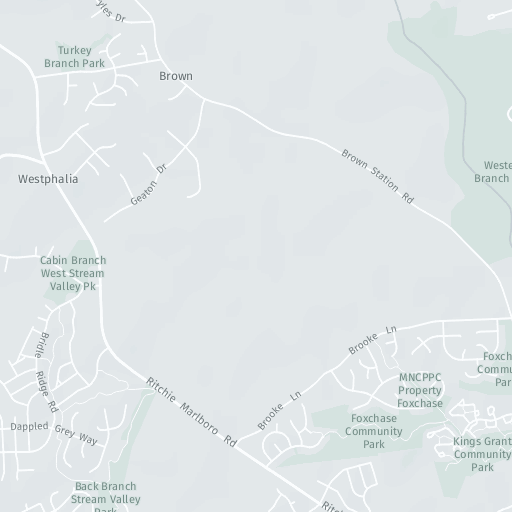 Turkey
Branch Park
Brown
Brown Station Rd
Westphalia
Geaton Dr
Cabin Branch
West Stream
Valley Pk
Bridle Ridge Rd
Brooke Ln
Ritchie Marlboro Rd
Brooke Ln
MNCPPC
Property
Foxchase
Foxchase
Community
Park
Dappled Grey Way
Kings Grant
Community
Park
Back Branch
Stream Valley
Branch